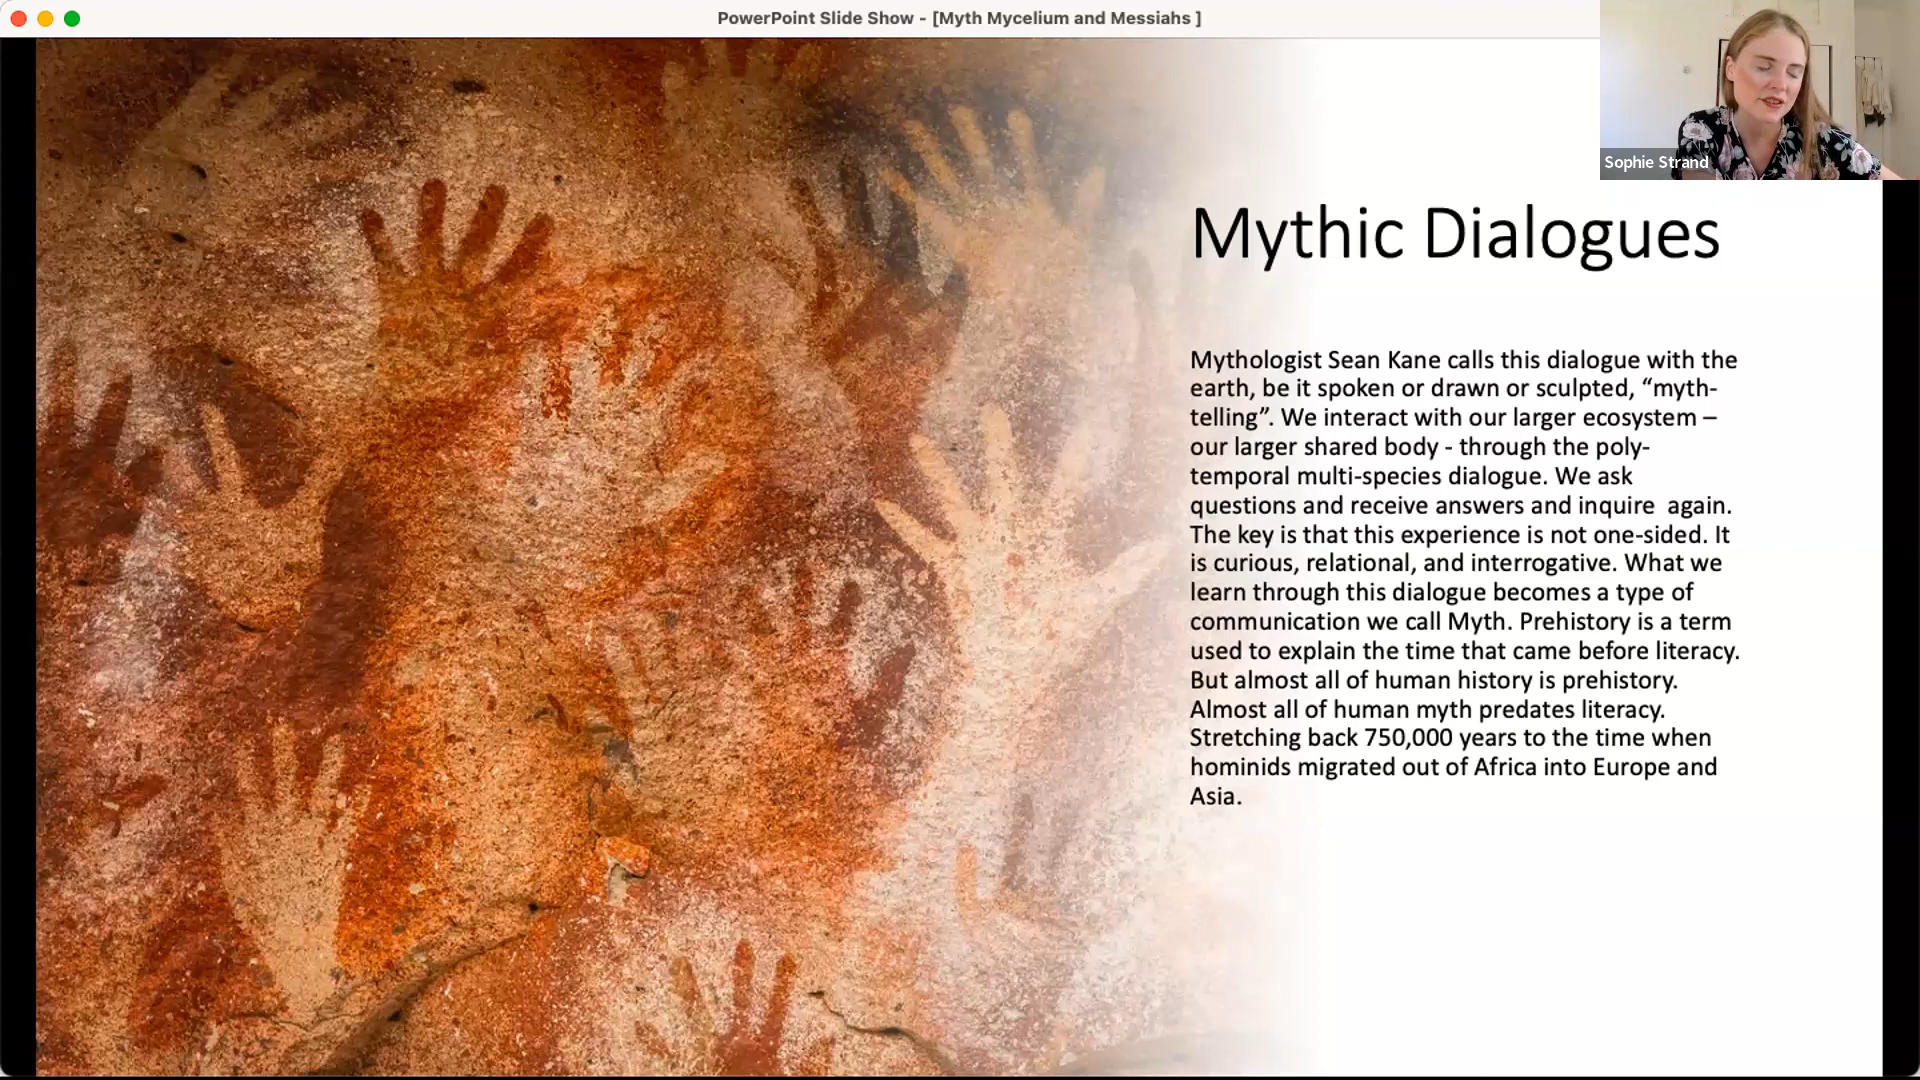 PowerPoint Slide Show - [Myth Mycelium and Messiahs ]
Sophie Strand
Mythic Dialogues
Mythologist Sean Kane calls this dialogue with the
earth, be it spoken or drawn or sculpted, “myth-
telling”. We interact with our larger ecosystem –
our larger shared body - through the poly-
temporal multi-species dialogue. We ask
questions and receive answers and inquire  again.
The key is that this experience is not one-sided. It
is curious, relational, and interrogative. What we
learn through this dialogue becomes a type of
communication we call Myth. Prehistory is a term
used to explain the time that came before literacy.
But almost all of human history is prehistory.
Almost all of human myth predates literacy.
Stretching back 750,000 years to the time when
hominids migrated out of Africa into Europe and
Asia.